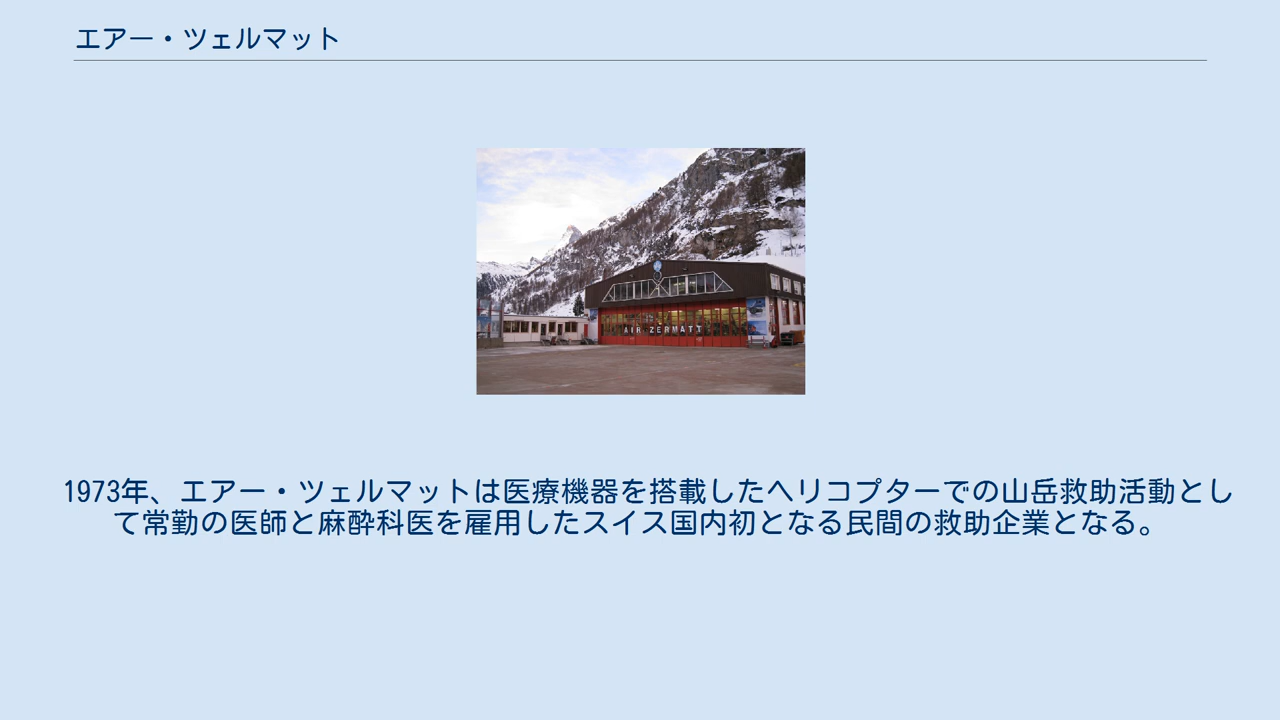 エアー・ツェルマット
AIR ZERMATT
1973年、エアー・ツェルマットは医療機器を搭載したヘリコプターでの山岳救助活動とし
て常勤の医師と麻酔科医を雇用したスイス国内初となる民間の救助企業となる。